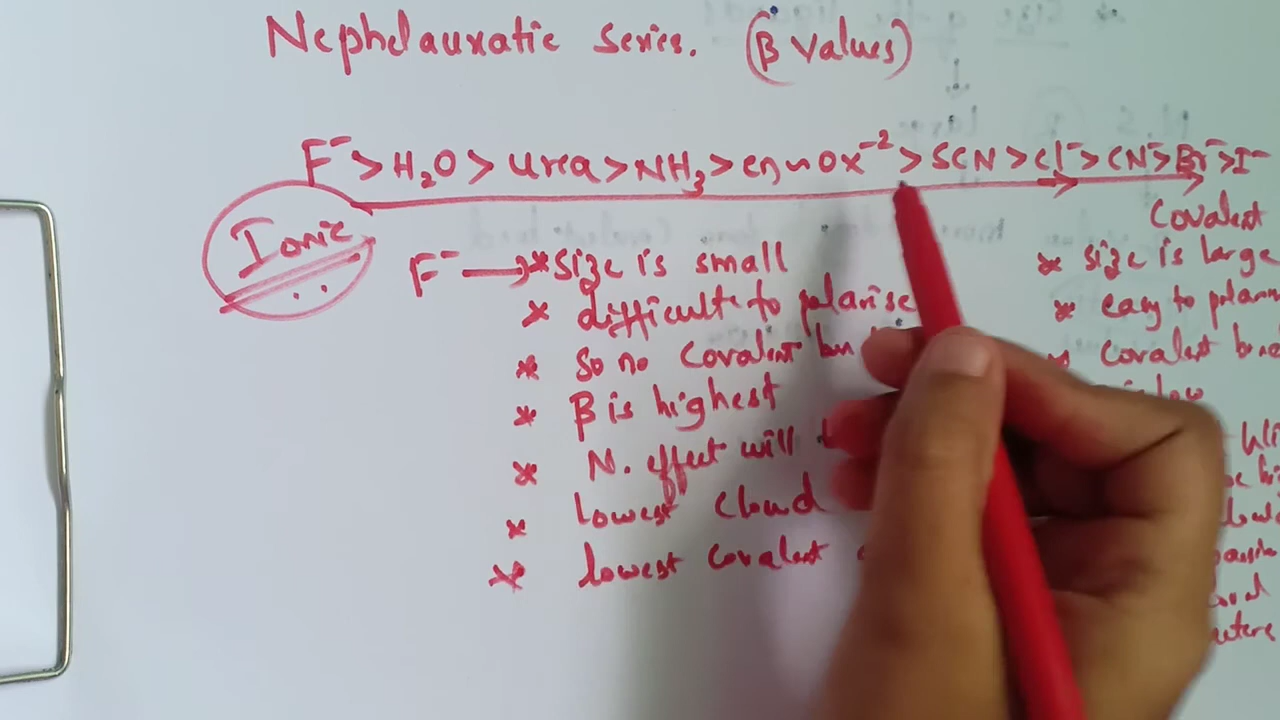 Nephelauxatic Series. (β values)
F⁻ > H₂O > urea > NH₃ > en ~ Ox⁻² > SCN > Cl⁻ > CN⁻ > Br⁻ > I⁻
Ionic
Covalent
F⁻ → * Size is small
* difficult to polarise
* So no Covalent
* β is highest
* N. effect will
* lowest cloud
* lowest covalent
* size is large
* easy to
* covalent
low